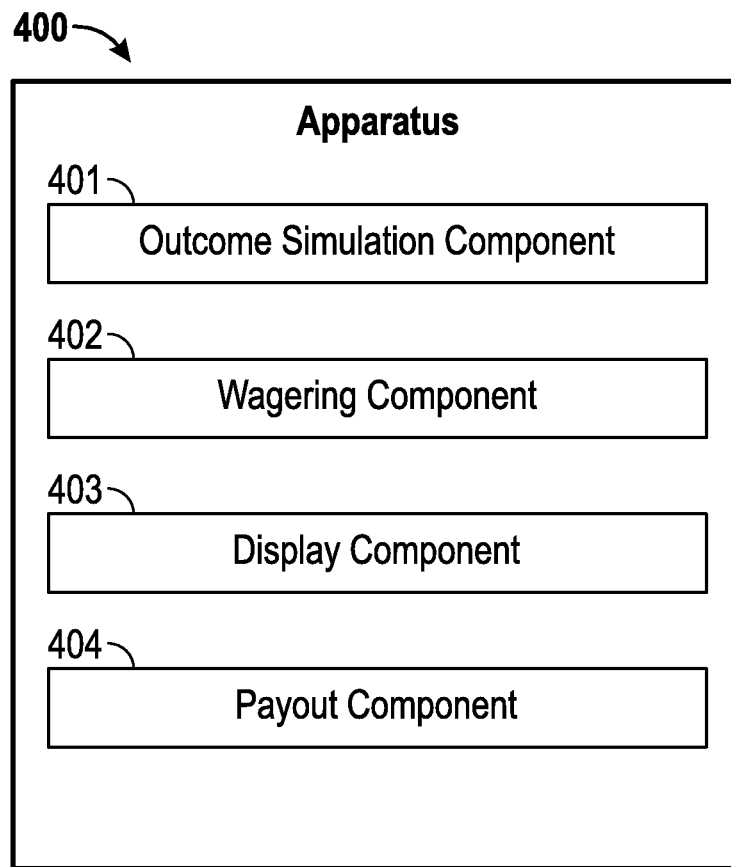 400
Apparatus
401
Outcome Simulation Component
402
Wagering Component
403
Display Component
404
Payout Component